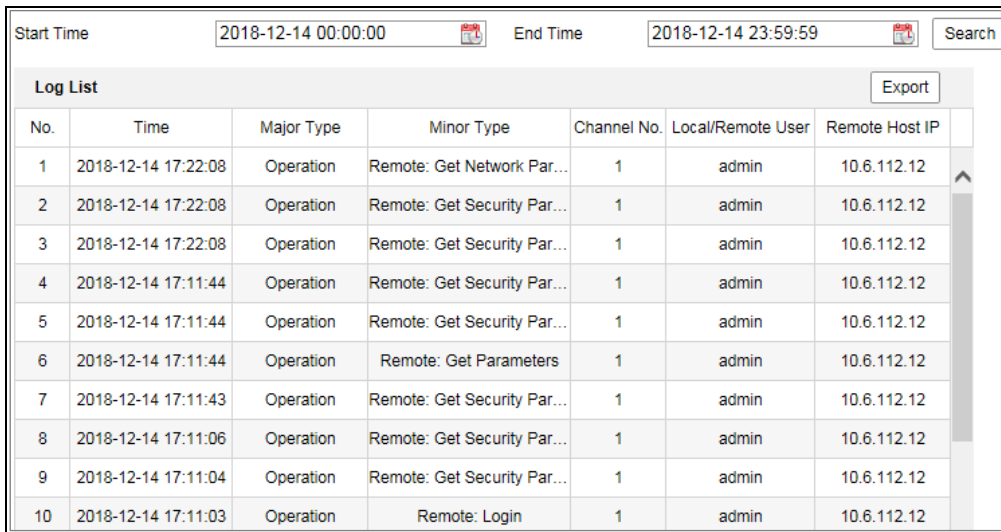 Start Time 2018-12-14 00:00:00 End Time 2018-12-14 23:59:59 Search
Log List Export
No. Time Major Type Minor Type Channel No. Local/Remote User Remote Host IP
1 2018-12-14 17:22:08 Operation Remote: Get Network Par... 1 admin 10.6.112.12
2 2018-12-14 17:22:08 Operation Remote: Get Security Par... 1 admin 10.6.112.12
3 2018-12-14 17:22:08 Operation Remote: Get Security Par... 1 admin 10.6.112.12
4 2018-12-14 17:11:44 Operation Remote: Get Security Par... 1 admin 10.6.112.12
5 2018-12-14 17:11:44 Operation Remote: Get Security Par... 1 admin 10.6.112.12
6 2018-12-14 17:11:44 Operation Remote: Get Parameters 1 admin 10.6.112.12
7 2018-12-14 17:11:43 Operation Remote: Get Security Par... 1 admin 10.6.112.12
8 2018-12-14 17:11:06 Operation Remote: Get Security Par... 1 admin 10.6.112.12
9 2018-12-14 17:11:04 Operation Remote: Get Security Par... 1 admin 10.6.112.12
10 2018-12-14 17:11:03 Operation Remote: Login 1 admin 10.6.112.12